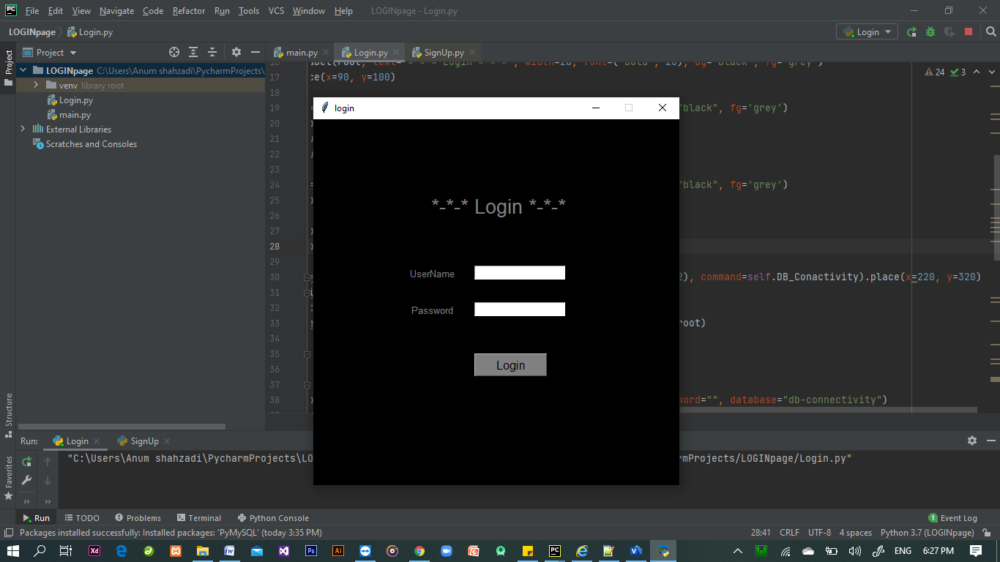 PC File Edit View Navigate Code Refactor Run Tools VCS Window Help LOGINpage - Login.py
LOGINpage Login.py Login
Project main.py Login.py SignUp.py
LOGINpage C:\Users\Anum shahzadi\PycharmProjects\
venv library root
Login.py
main.py
External Libraries
Scratches and Consoles
Project
Structure
Favorites
24 3
17 ce(x=90, y=100)
18
19 "black", fg='grey')
20
21
22
23
24 "black", fg='grey')
25
26
27
28
29
30 2), command=self.DB_Conactivity).place(x=220, y=320)
31
32
33 root)
34
35
36
37
38 word="", database="db-connectivity")
login
*-*-* Login *-*-*
UserName
Password
Login
Run: Login SignUp
"C:\Users\Anum shahzadi\PycharmProjects\LO rmProjects/LOGINpage/Login.py"
Run TODO Problems Terminal Python Console 1 Event Log
Packages installed successfully: Installed packages: 'PyMySQL' (today 3:35 PM) 28:41 CRLF UTF-8 4 spaces Python 3.7 (LOGINpage)
Xd Ps Ai PC ENG 6:27 PM